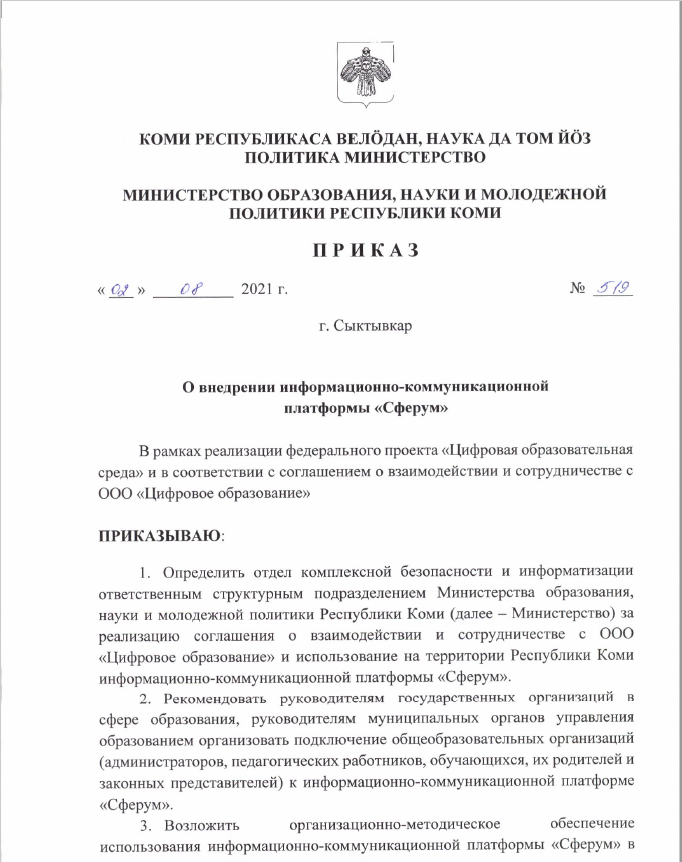 КОМИ РЕСПУБЛИКАСА ВЕЛӦДАН, НАУКА ДА ТОМ ЙӦЗ
ПОЛИТИКА МИНИСТЕРСТВО
МИНИСТЕРСТВО ОБРАЗОВАНИЯ, НАУКИ И МОЛОДЕЖНОЙ
ПОЛИТИКИ РЕСПУБЛИКИ КОМИ
П Р И К А З
« 02 » 08 2021 г. № 519
г. Сыктывкар
О внедрении информационно-коммуникационной
платформы «Сферум»
В рамках реализации федерального проекта «Цифровая образовательная
среда» и в соответствии с соглашением о взаимодействии и сотрудничестве с
ООО «Цифровое образование»
ПРИКАЗЫВАЮ:
1. Определить отдел комплексной безопасности и информатизации
ответственным структурным подразделением Министерства образования,
науки и молодежной политики Республики Коми (далее – Министерство) за
реализацию соглашения о взаимодействии и сотрудничестве с ООО
«Цифровое образование» и использование на территории Республики Коми
информационно-коммуникационной платформы «Сферум».
2. Рекомендовать руководителям государственных организаций в
сфере образования, руководителям муниципальных органов управления
образованием организовать подключение общеобразовательных организаций
(администраторов, педагогических работников, обучающихся, их родителей и
законных представителей) к информационно-коммуникационной платформе
«Сферум».
3. Возложить организационно-методическое обеспечение
использования информационно-коммуникационной платформы «Сферум» в